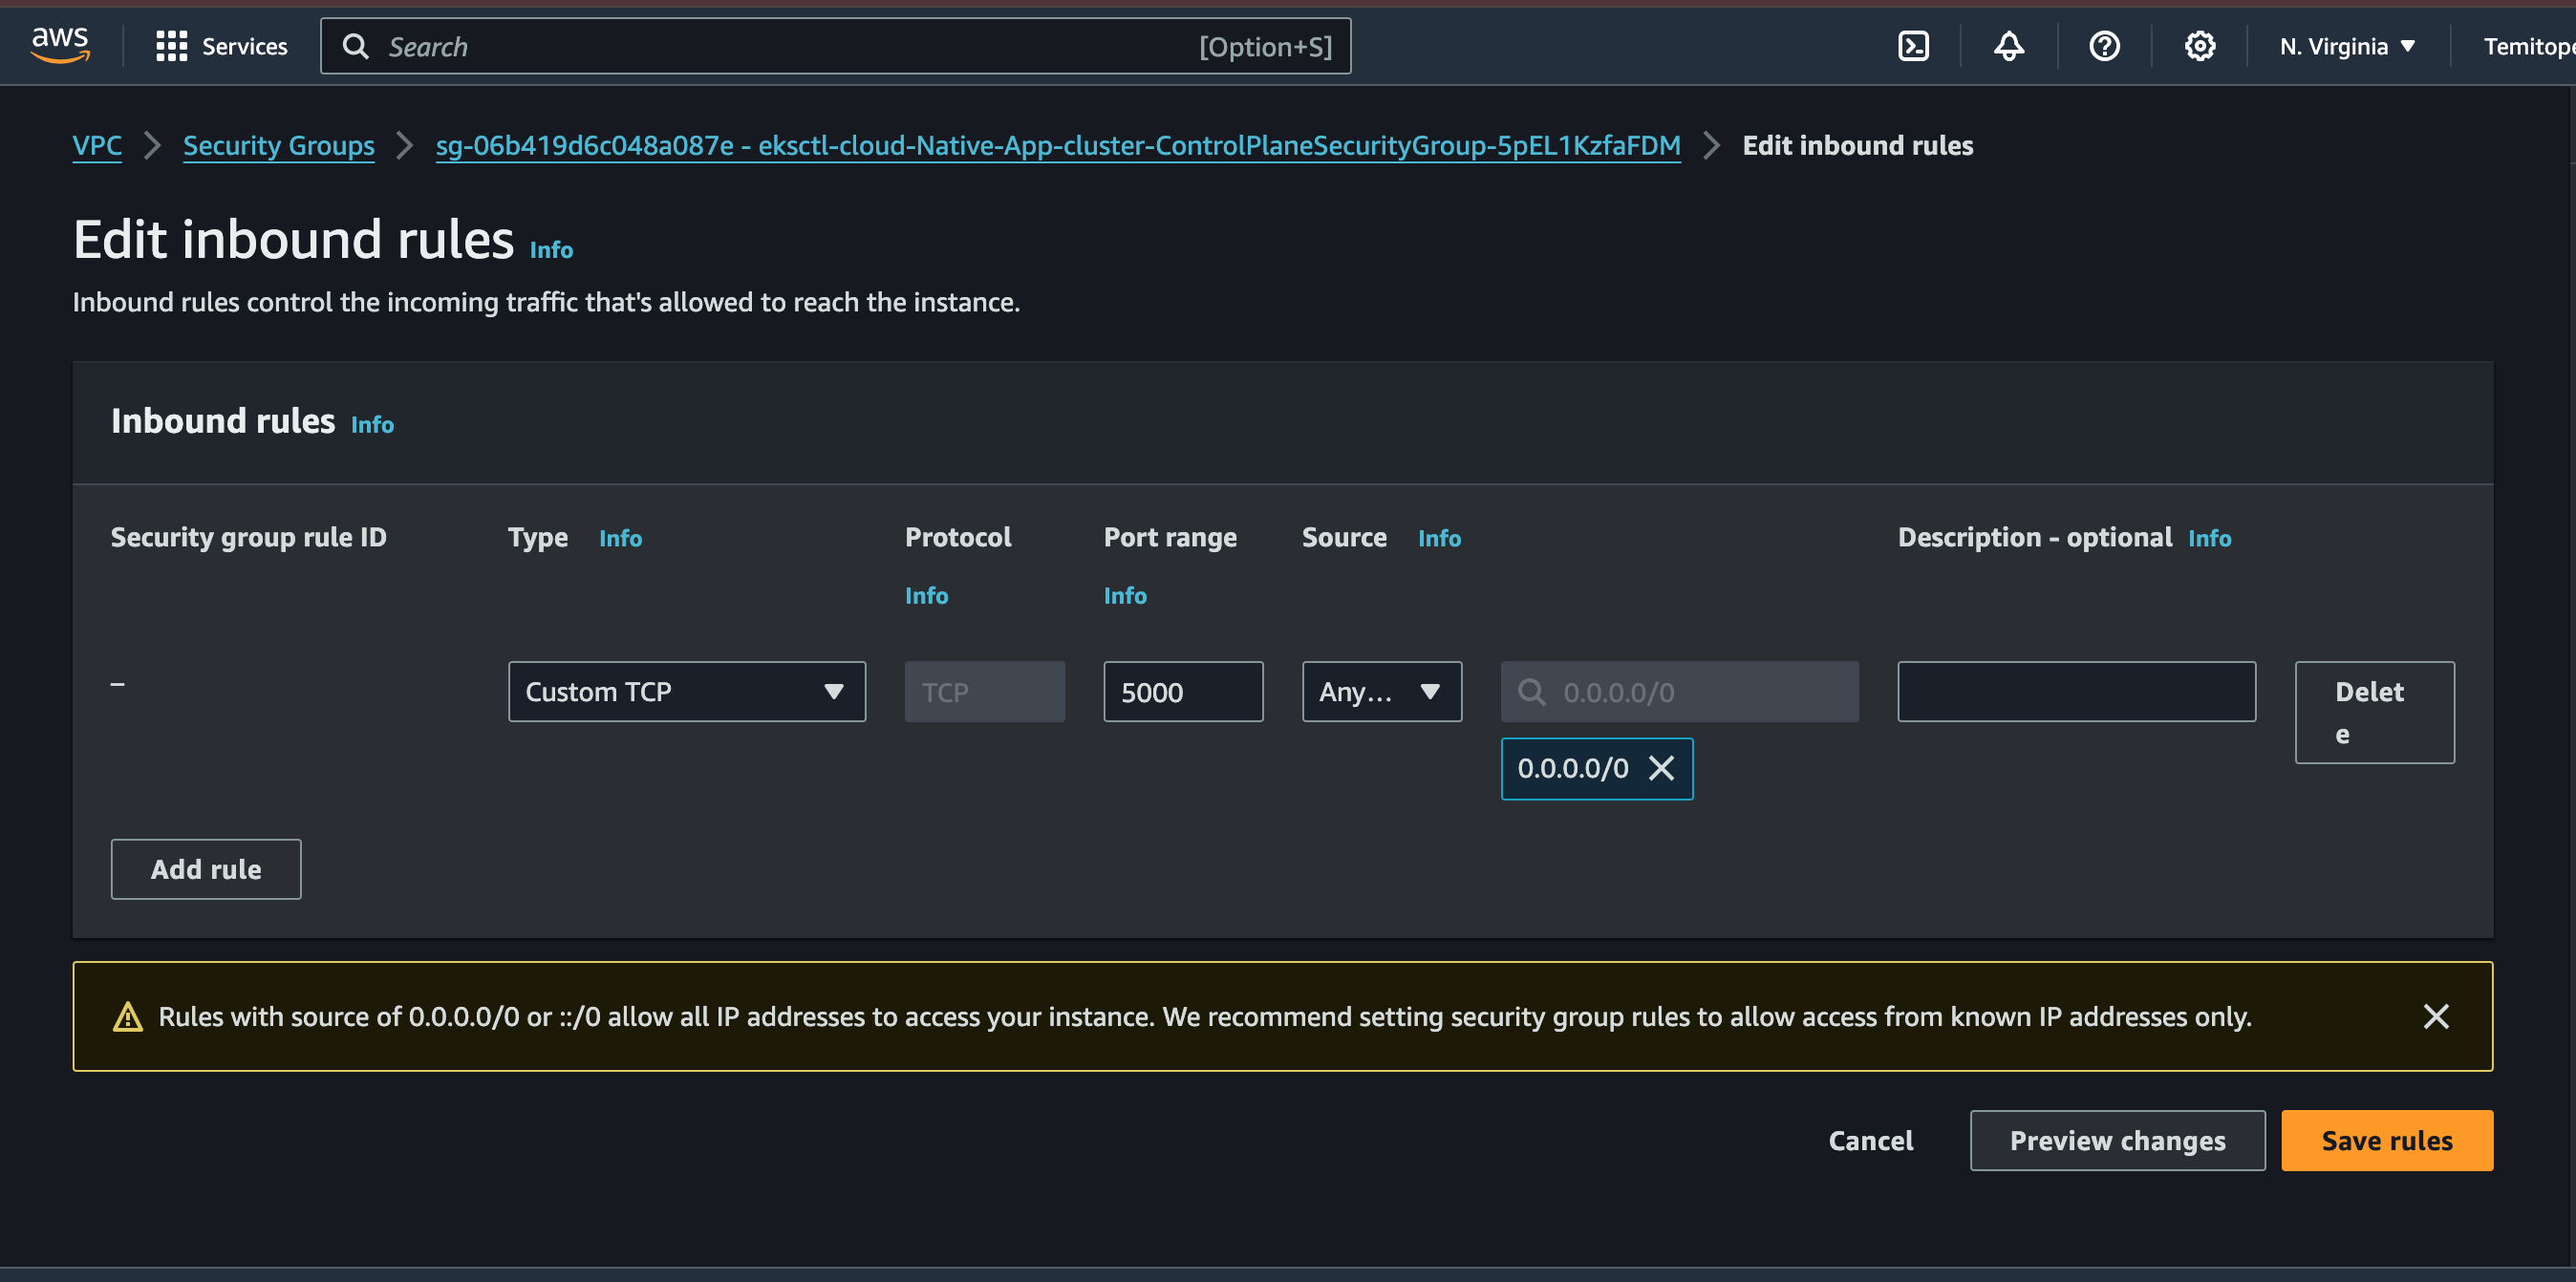 aws Services Search [Option+S] N. Virginia Temitope
VPC Security Groups sg-06b419d6c048a087e - eksctl-cloud-Native-App-cluster-ControlPlaneSecurityGroup-5pEL1KzfaFDM Edit inbound rules
Edit inbound rules Info
Inbound rules control the incoming traffic that's allowed to reach the instance.
Inbound rules Info
Security group rule ID Type Info Protocol Port range Source Info Description - optional Info
Info Info
– Custom TCP TCP 5000 Any... 0.0.0.0/0 Delet
e
0.0.0.0/0
Add rule
Rules with source of 0.0.0.0/0 or ::/0 allow all IP addresses to access your instance. We recommend setting security group rules to allow access from known IP addresses only.
Cancel Preview changes Save rules